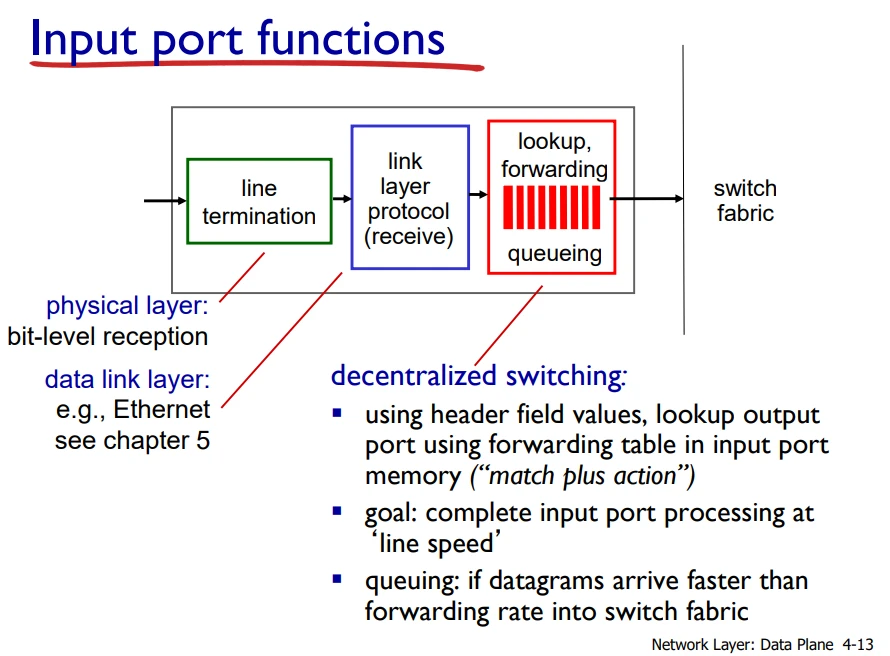 Input port functions
line
termination
link
layer
protocol
(receive)
lookup,
forwarding
queueing
switch
fabric
physical layer:
bit-level reception
data link layer:
e.g., Ethernet
see chapter 5
decentralized switching:
▪ using header field values, lookup output
port using forwarding table in input port
memory (“match plus action”)
▪ goal: complete input port processing at
‘line speed’
▪ queuing: if datagrams arrive faster than
forwarding rate into switch fabric
Network Layer: Data Plane 4-13